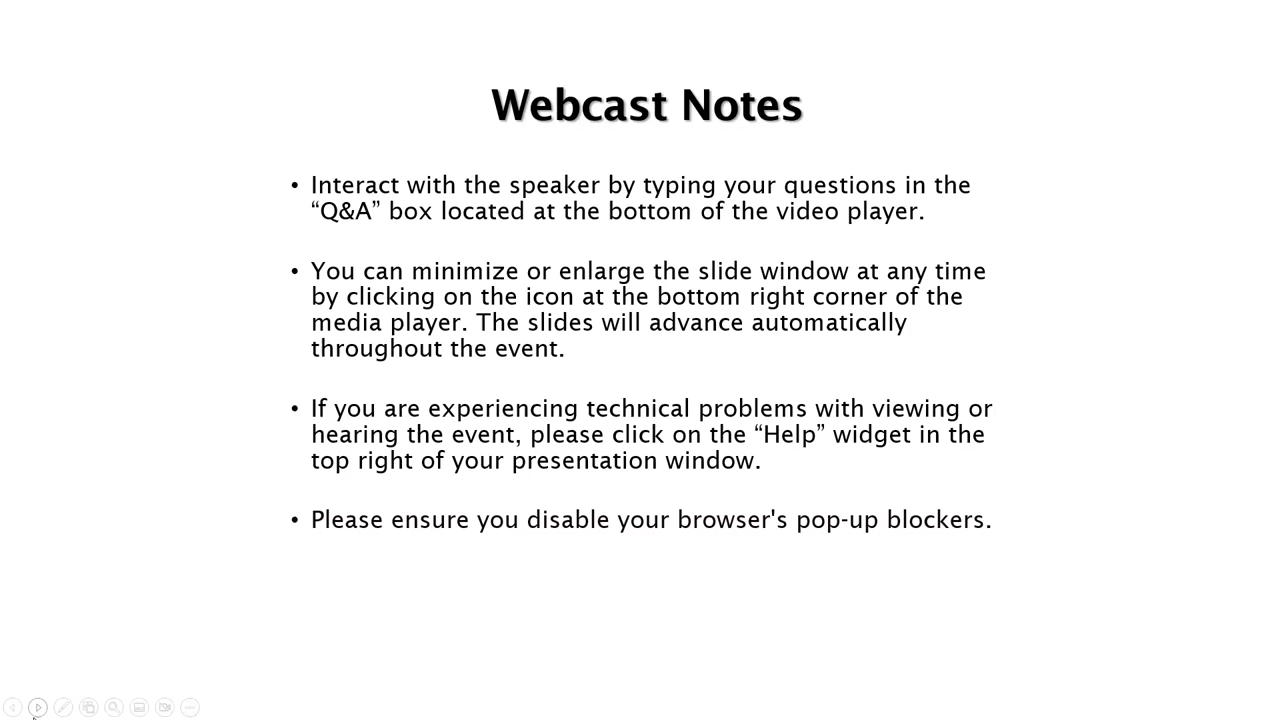 Webcast Notes
• Interact with the speaker by typing your questions in the
“Q&A” box located at the bottom of the video player.
• You can minimize or enlarge the slide window at any time
by clicking on the icon at the bottom right corner of the
media player. The slides will advance automatically
throughout the event.
• If you are experiencing technical problems with viewing or
hearing the event, please click on the “Help” widget in the
top right of your presentation window.
• Please ensure you disable your browser's pop-up blockers.